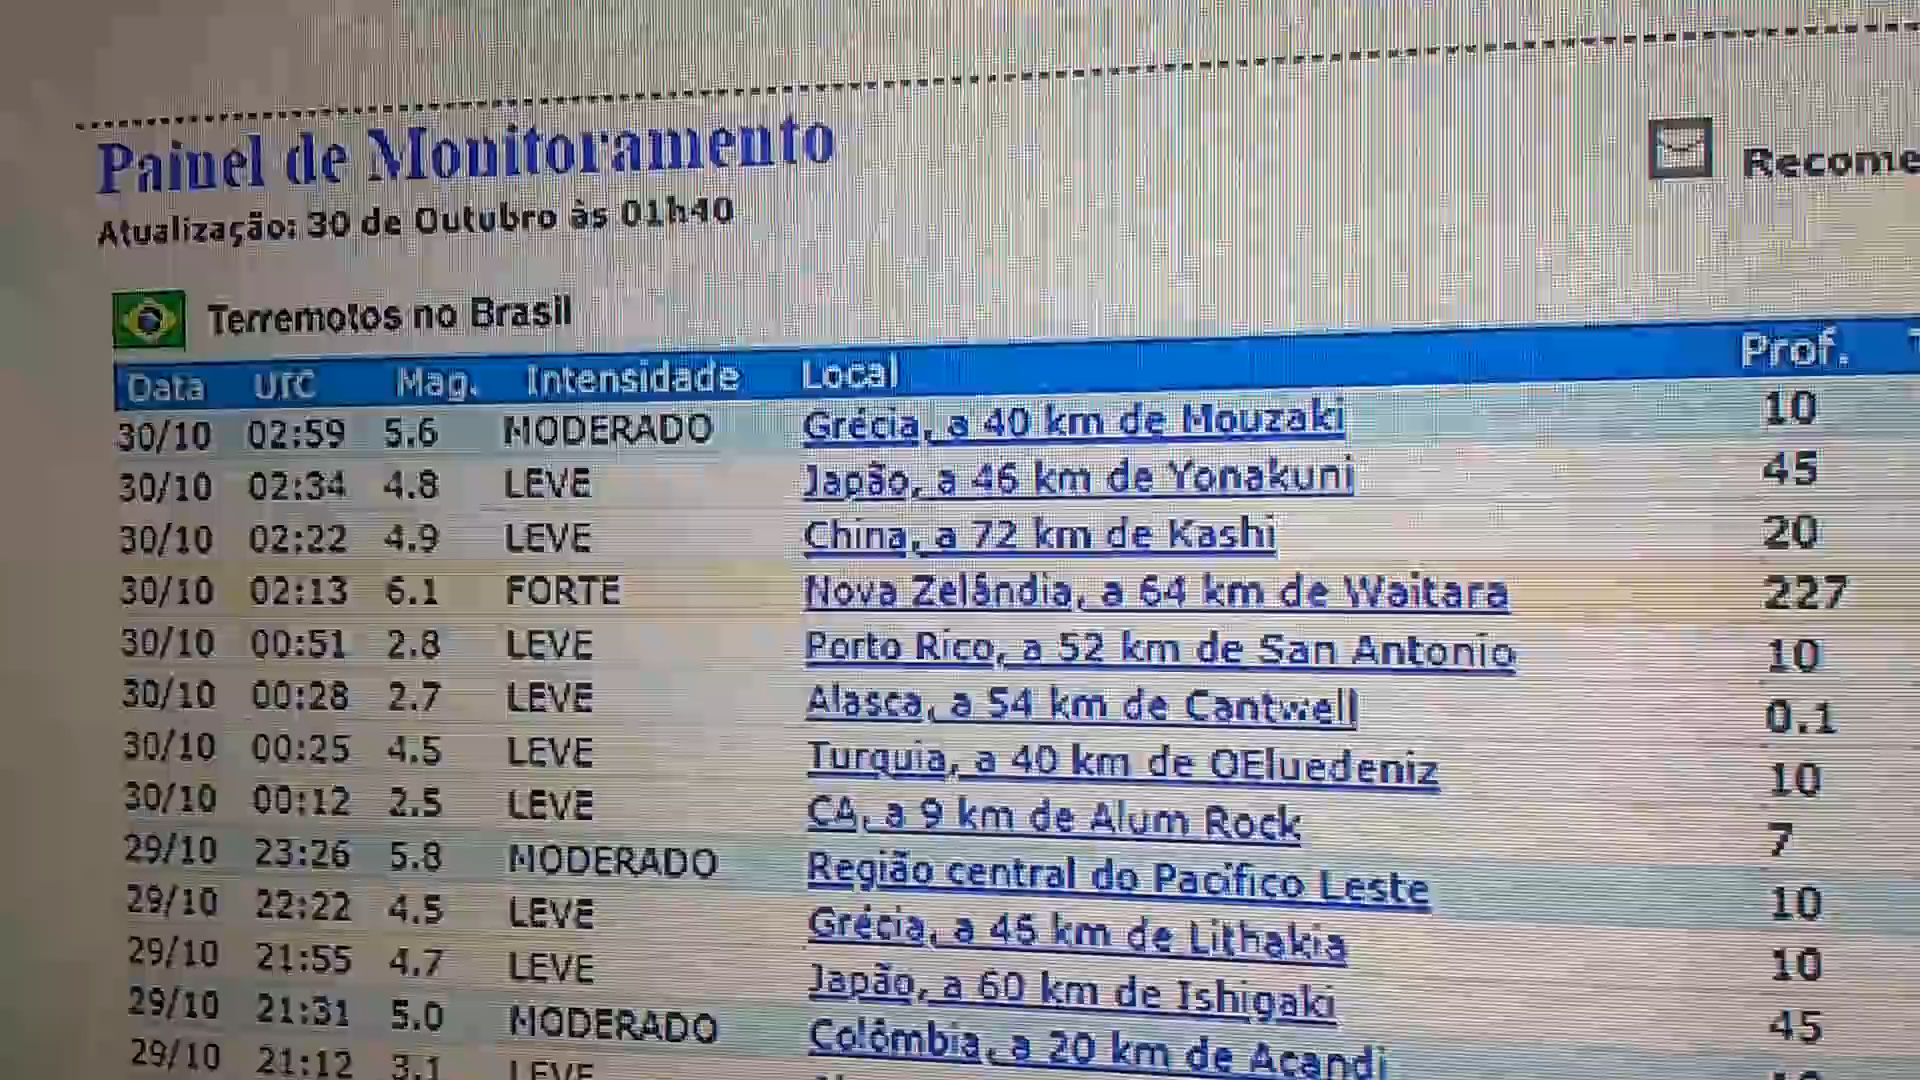 Painel de Monitoramento
Recome
Atualização: 30 de Outubro às 01h40
Terremotos no Brasil
Data UTC Mag. Intensidade Local Prof. T
30/10 02:59 5.6 MODERADO Grécia, a 40 km de Mouzaki 10
30/10 02:34 4.8 LEVE Japão, a 46 km de Yonakuni 45
30/10 02:22 4.9 LEVE China, a 72 km de Kashi 20
30/10 02:13 6.1 FORTE Nova Zelândia, a 64 km de Waitara 227
30/10 00:51 2.8 LEVE Porto Rico, a 52 km de San Antonio 10
30/10 00:28 2.7 LEVE Alasca, a 54 km de Cantwell 0.1
30/10 00:25 4.5 LEVE Turquia, a 40 km de OEluedeniz 10
30/10 00:12 2.5 LEVE CA, a 9 km de Alum Rock 7
29/10 23:26 5.8 MODERADO Região central do Pacífico Leste 10
29/10 22:22 4.5 LEVE Grécia, a 45 km de Lithakia 10
29/10 21:55 4.7 LEVE Japão, a 60 km de Ishigaki 45
29/10 21:31 5.0 MODERADO Colômbia, a 20 km de Acandi
29/10 21:12 3.1 LEVE